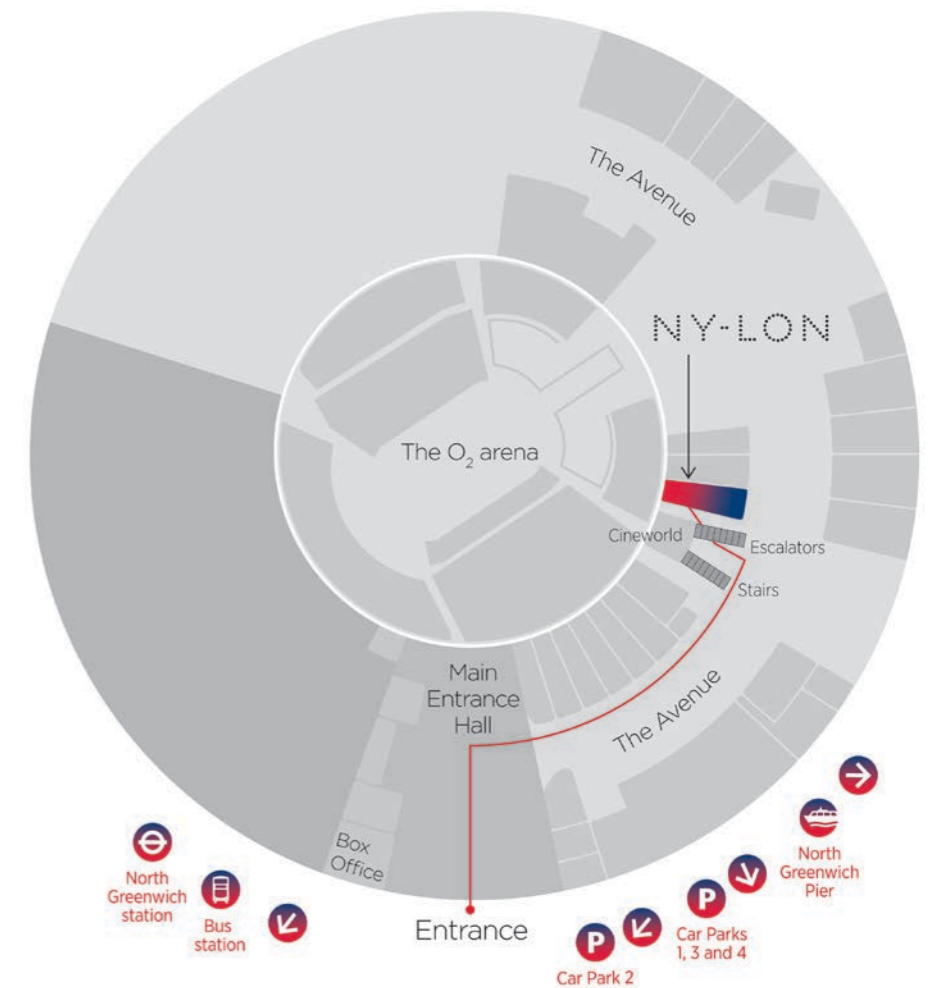 The Avenue
NY-LON
The O₂ arena
Cineworld
Escalators
Stairs
Main
Entrance
Hall
The Avenue
Box
Office
North
Greenwich
station
Bus
station
Entrance
P
Car Park 2
P
Car Parks
1, 3 and 4
North
Greenwich
Pier